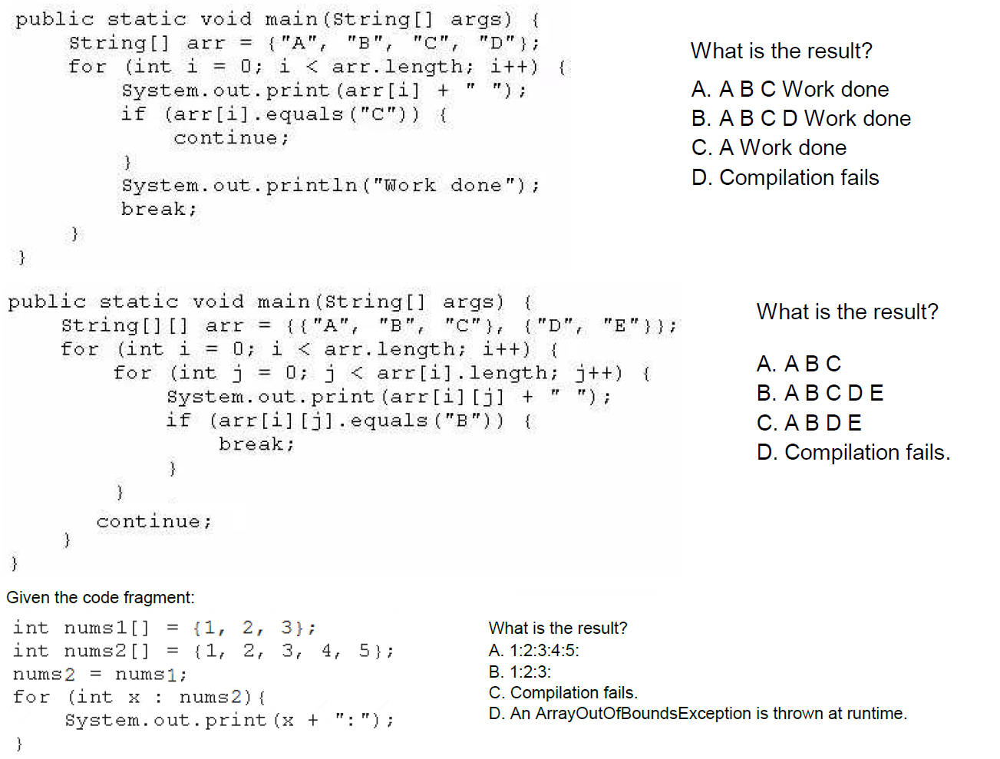 public static void main(String[] args) {
String[] arr = {"A", "B", "C", "D"};
for (int i = 0; i < arr.length; i++) {
System.out.print(arr[i] + " ");
if (arr[i].equals("C")) {
continue;
}
System.out.println("Work done");
break;
}
}
What is the result?
A. A B C Work done
B. A B C D Work done
C. A Work done
D. Compilation fails
public static void main(String[] args) {
String[][] arr = {{"A", "B", "C"}, {"D", "E"}};
for (int i = 0; i < arr.length; i++) {
for (int j = 0; j < arr[i].length; j++) {
System.out.print(arr[i][j] + " ");
if (arr[i][j].equals("B")) {
break;
}
}
continue;
}
}
What is the result?
A. A B C
B. A B C D E
C. A B D E
D. Compilation fails.
Given the code fragment:
int nums1[] = {1, 2, 3};
int nums2[] = {1, 2, 3, 4, 5};
nums2 = nums1;
for (int x : nums2){
System.out.print(x + ":");
}
What is the result?
A. 1:2:3:4:5:
B. 1:2:3:
C. Compilation fails.
D. An ArrayOutOfBoundsException is thrown at runtime.